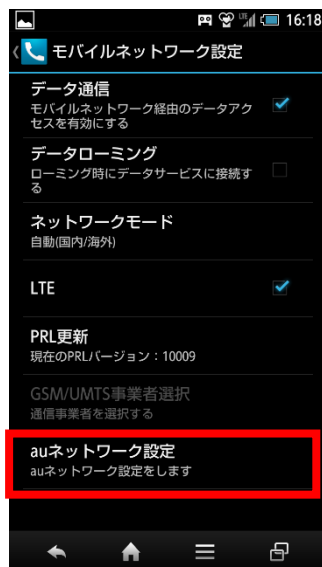 LTE 16:18
モバイルネットワーク設定
データ通信
モバイルネットワーク経由のデータアク
セスを有効にする
データローミング
ローミング時にデータサービスに接続す
る
ネットワークモード
自動(国内/海外)
LTE
PRL更新
現在のPRLバージョン：10009
GSM/UMTS事業者選択
通信事業者を選択する
auネットワーク設定
auネットワーク設定をします